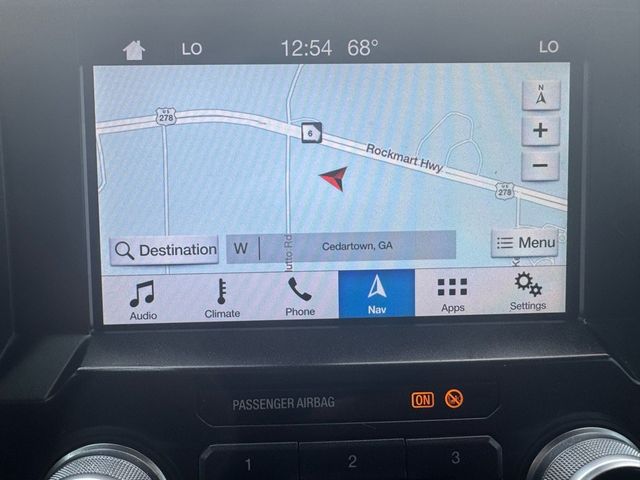 LO 12:54 68° LO
N
U S
278
6
Rockmart Hwy
U S
278
Destination W Cedartown, GA Menu
Audio Climate Phone Nav Apps Settings
PASSENGER AIRBAG ON
1 2 3